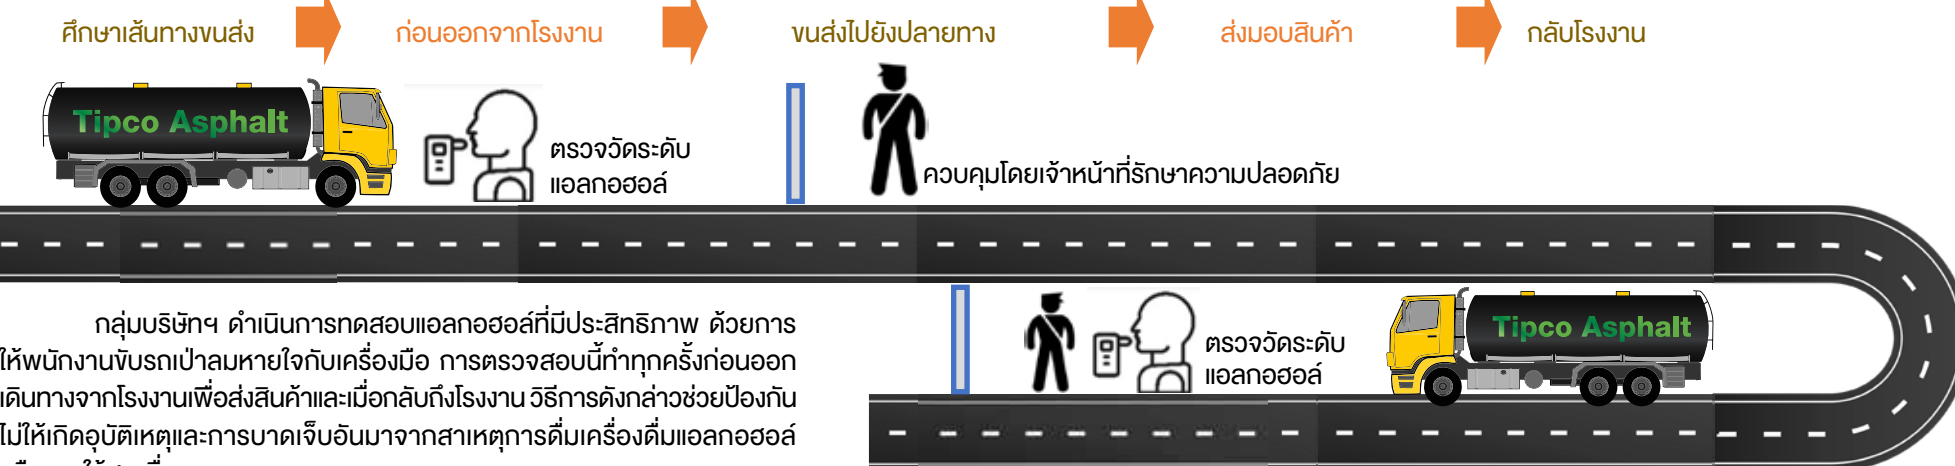 ศึกษาเส้นทางขนส่ง
ก่อนออกจากโรงงาน
ขนส่งไปยังปลายทาง
ส่งมอบสินค้า
กลับโรงงาน
Tipco Asphalt
ตรวจวัดระดับ
แอลกอฮอล์
ควบคุมโดยเจ้าหน้าที่รักษาความปลอดภัย
กลุ่มบริษัทฯ ดำเนินการทดสอบแอลกอฮอล์ที่มีประสิทธิภาพ ด้วยการ
ให้พนักงานขับรถเป่าลมหายใจกับเครื่องมือ การตรวจสอบนี้ทำทุกครั้งก่อนออก
เดินทางจากโรงงานเพื่อส่งสินค้าและเมื่อกลับถึงโรงงาน วิธีการดังกล่าวช่วยป้องกัน
ไม่ให้เกิดอุบัติเหตุและการบาดเจ็บอันมาจากสาเหตุการดื่มเครื่องดื่มแอลกอฮอล์
ตรวจวัดระดับ
แอลกอฮอล์
Tipco Asphalt